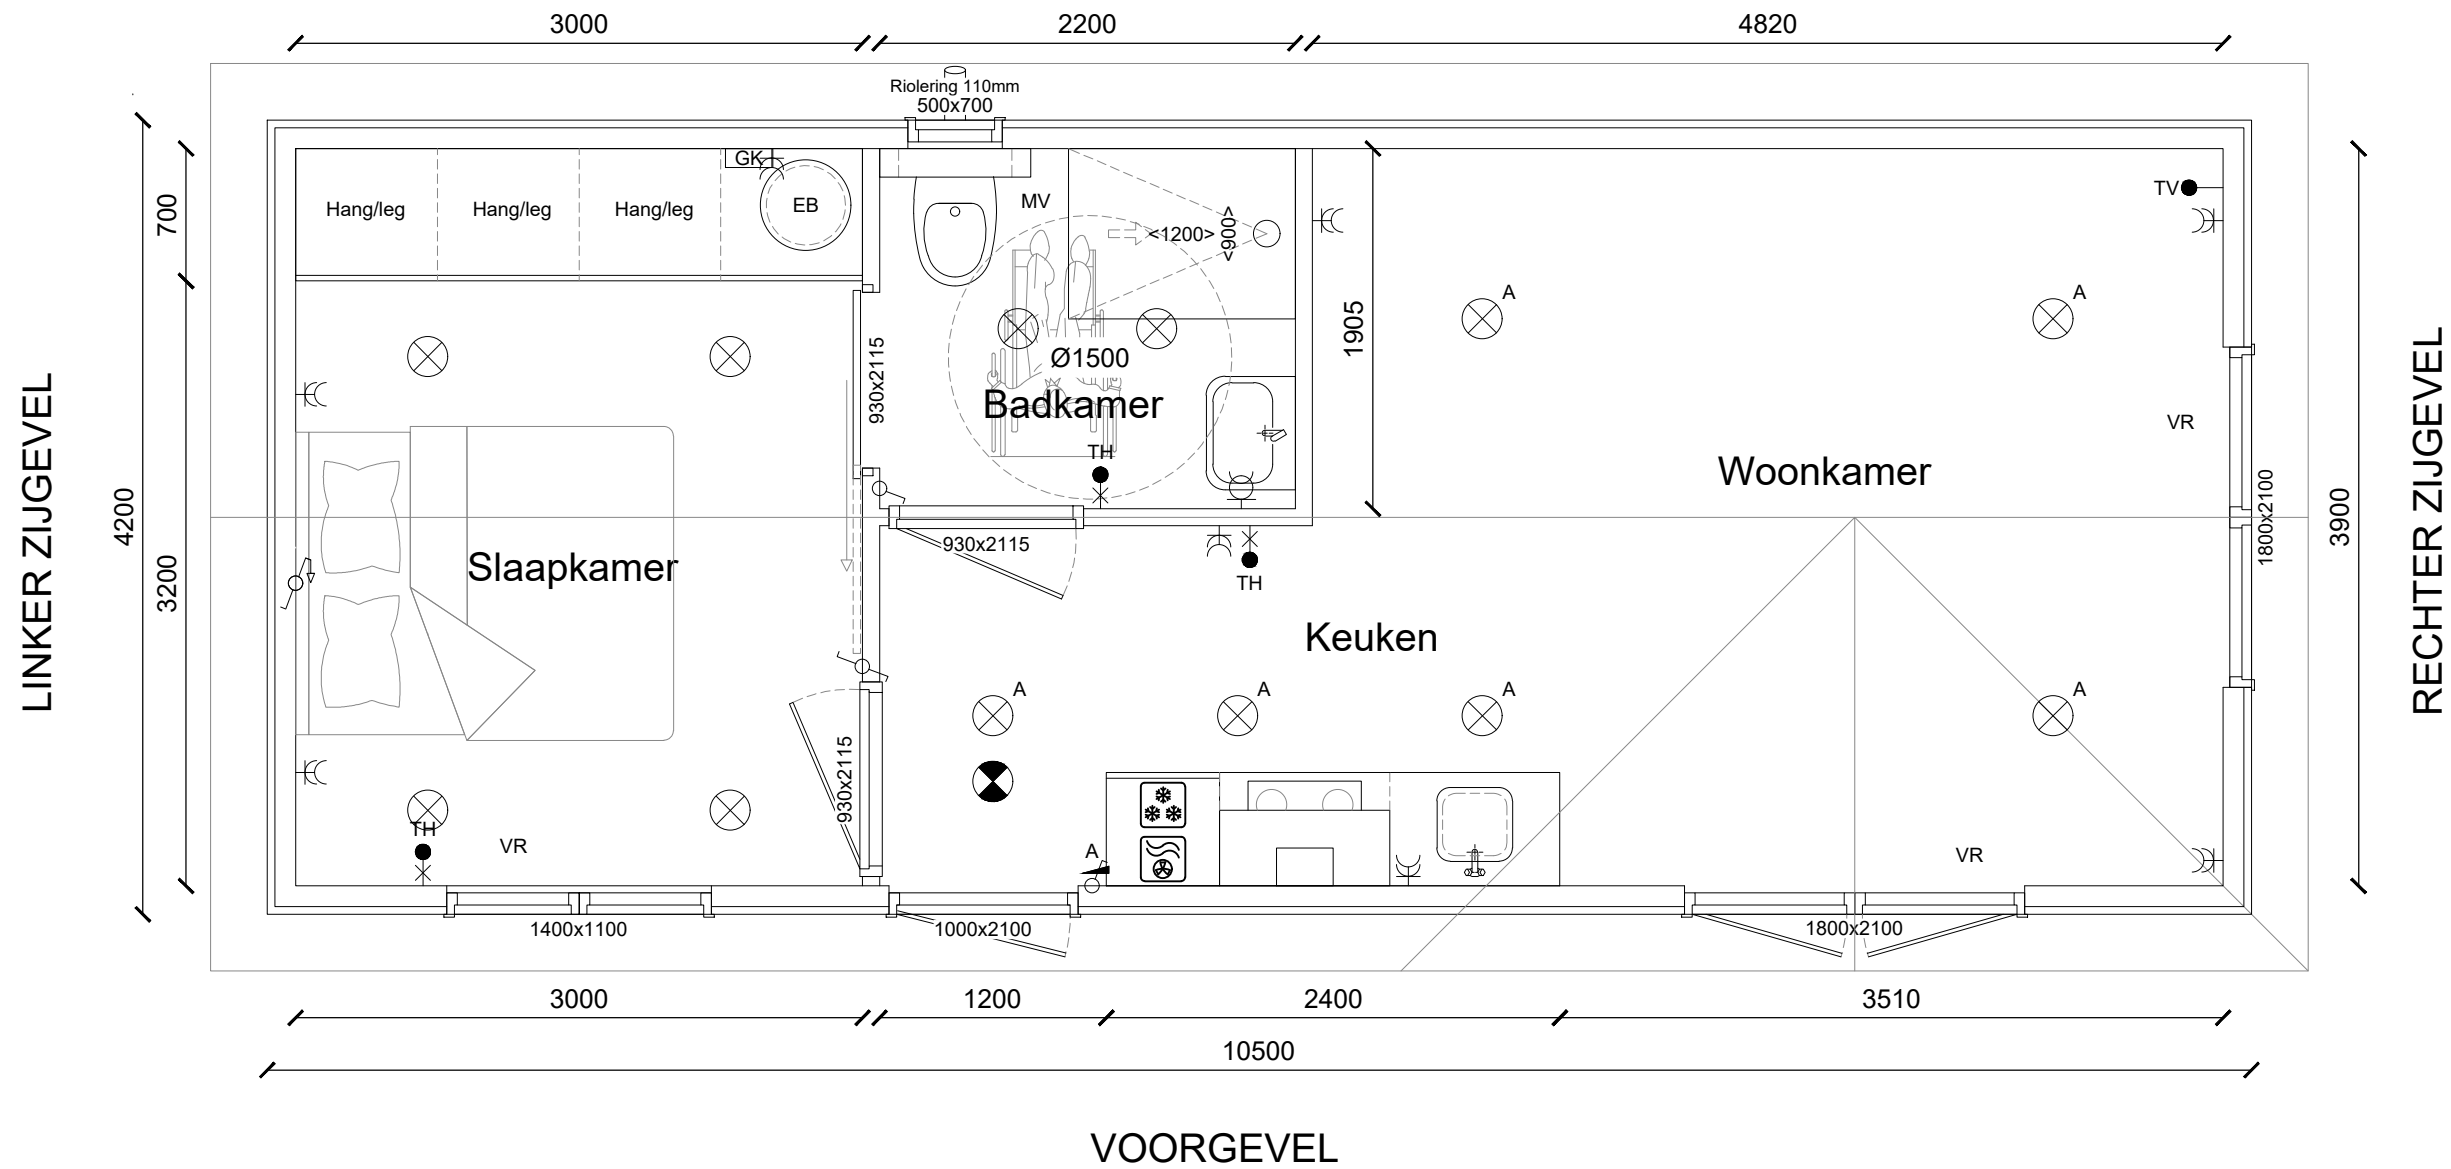 3000
2200
4820
Riolering 110mm
500x700
GK
Hang/leg
Hang/leg
Hang/leg
EB
MV
<1200>
<900>
TV
700
A
A
1905
930x2115
Ø1500
Badkamer
VR
TH
Woonkamer
LINKER ZIJGEVEL
4200
3200
Slaapkamer
930x2115
TH
Keuken
1800x2100
3900
RECHTER ZIJGEVEL
A
A
A
A
930x2115
TH
VR
A
VR
1400x1100
1000x2100
1800x2100
3000
1200
2400
3510
10500
VOORGEVEL